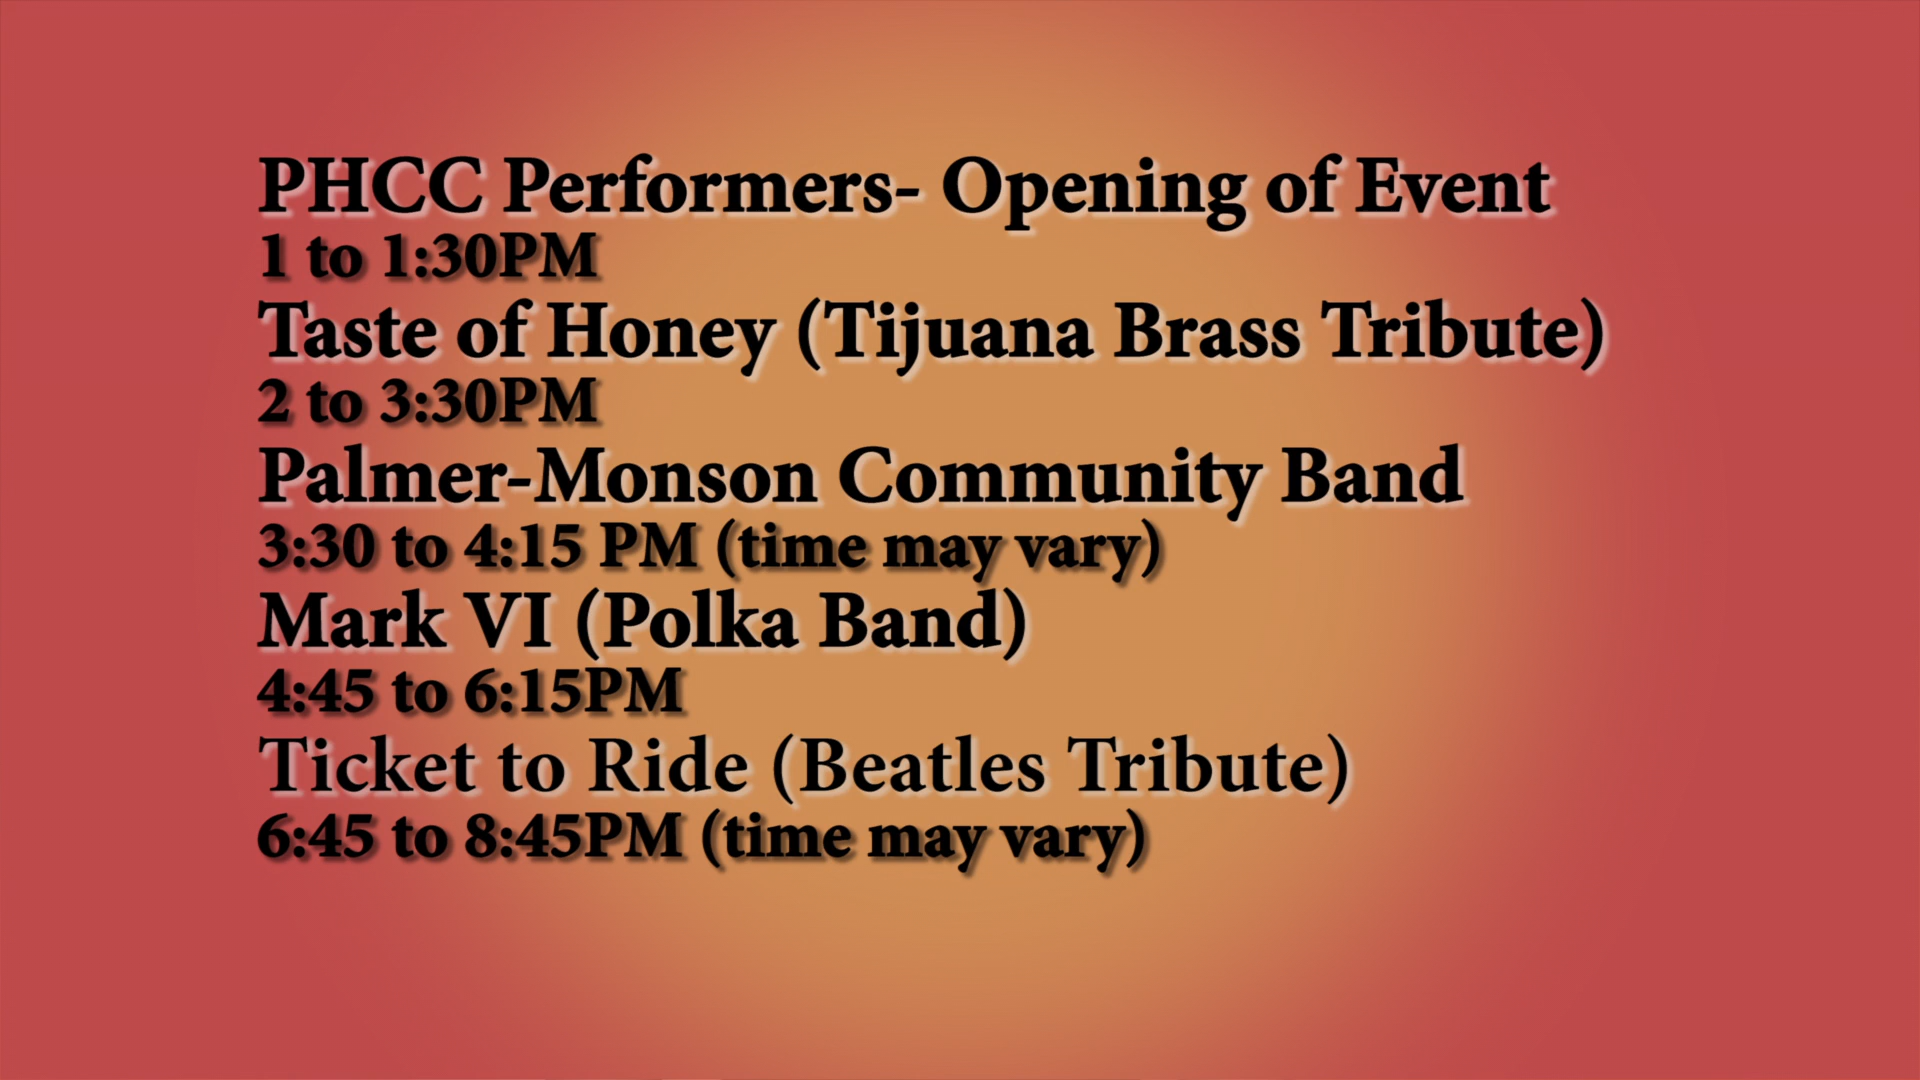 PHCC Performers- Opening of Event
1 to 1:30PM
Taste of Honey (Tijuana Brass Tribute)
2 to 3:30PM
Palmer-Monson Community Band
3:30 to 4:15 PM (time may vary)
Mark VI (Polka Band)
4:45 to 6:15PM
Ticket to Ride (Beatles Tribute)
6:45 to 8:45PM (time may vary)